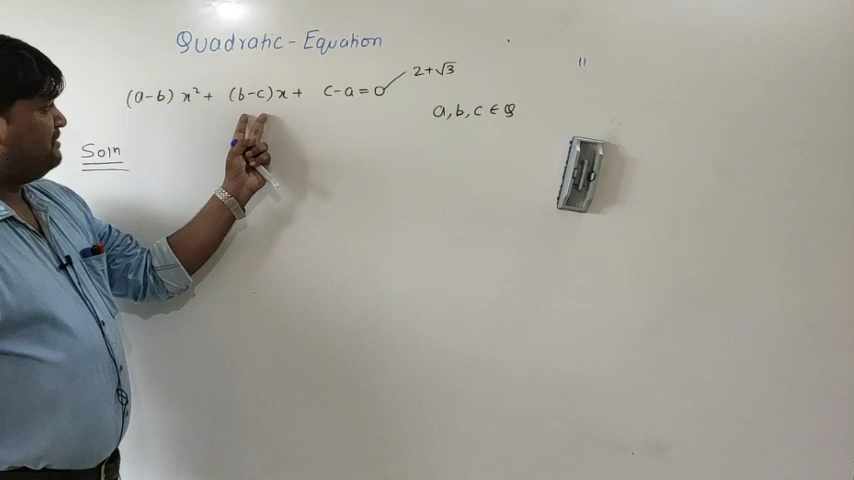 Quadratic-Equation
(a-b) x² + (b-c)x + c-a=0 2+√3
a, b, c ∈ Q
Soln